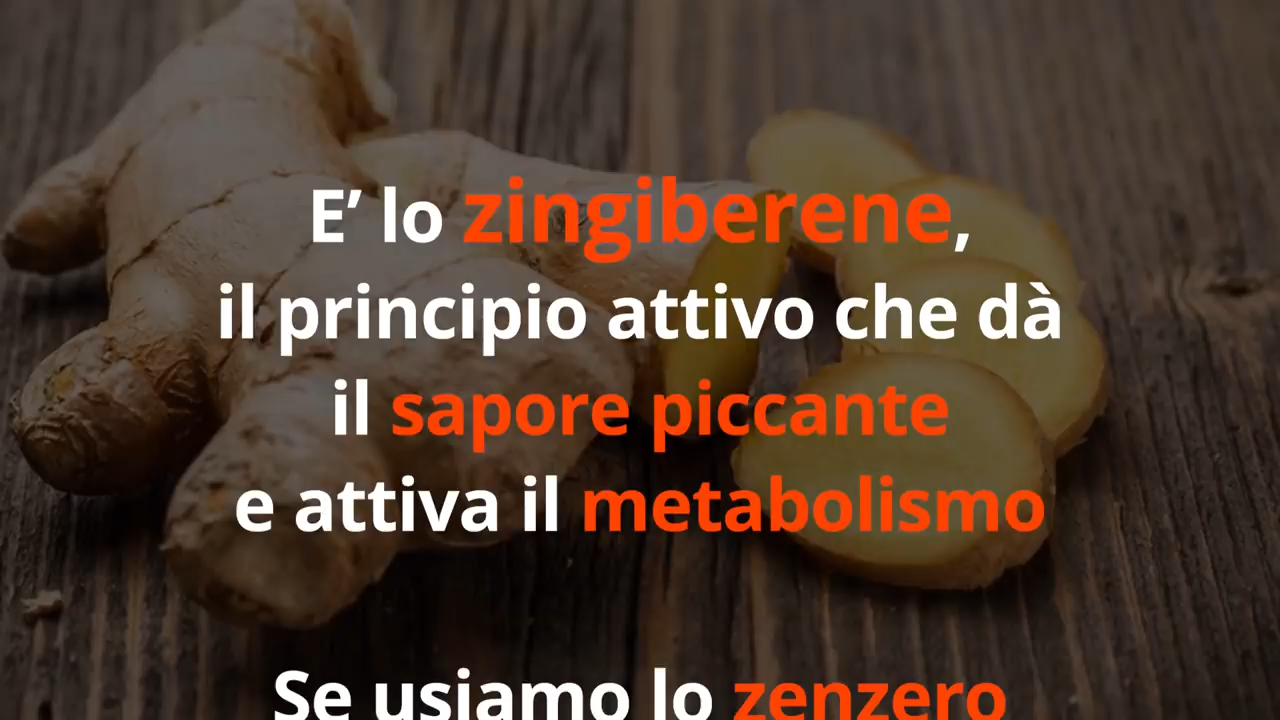 E’ lo zingiberene,
il principio attivo che dà
il sapore piccante
e attiva il metabolismo
Se usiamo lo zenzero